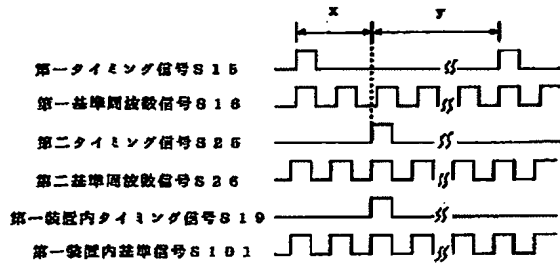 x
y
第一タイミング信号S15
第一基準周波数信号S16
第二タイミング信号S25
第二基準周波数信号S26
第一装置内タイミング信号S19
第一装置内基準信号S101